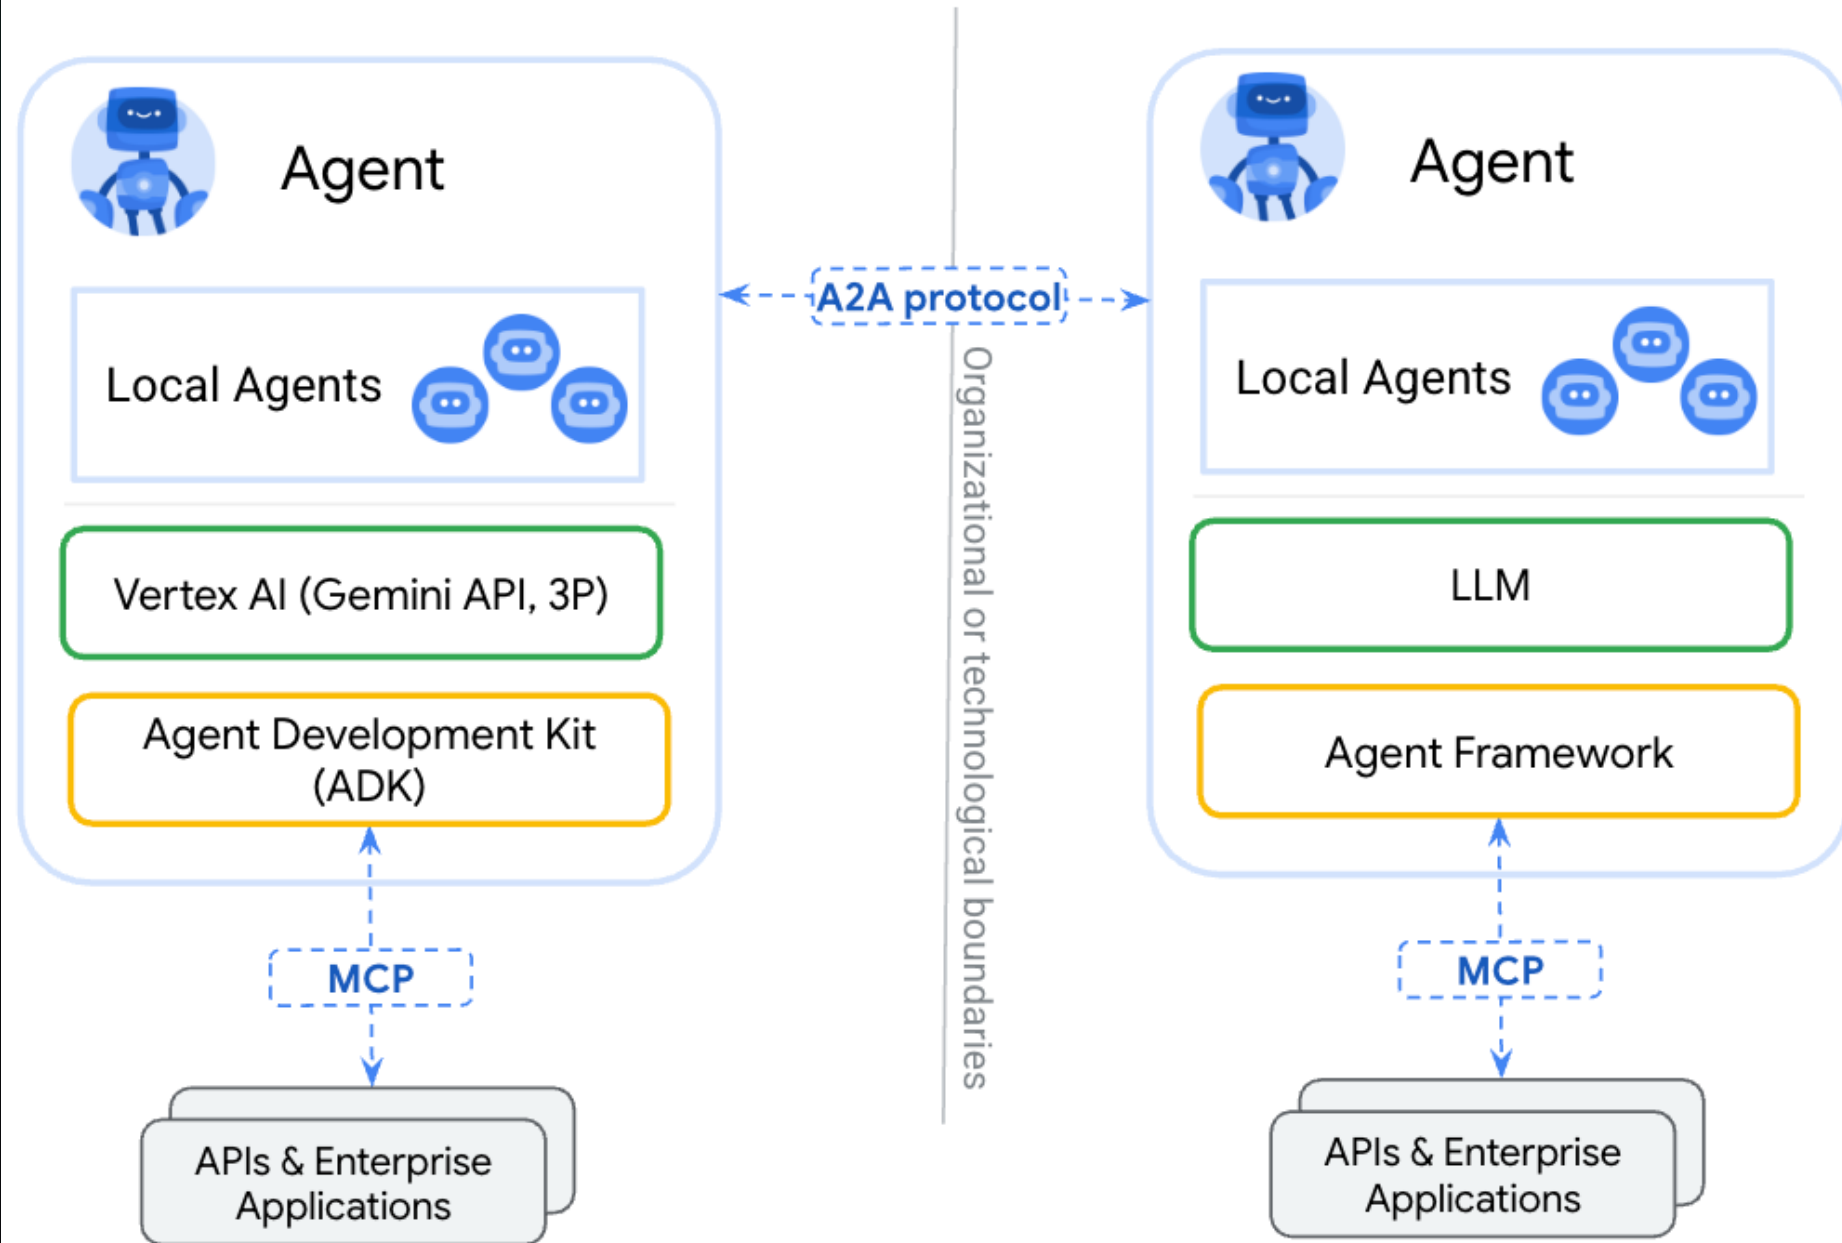 Agent
Local Agents
Vertex AI (Gemini API, 3P)
Agent Development Kit
(ADK)
MCP
APIs & Enterprise
Applications
A2A protocol
Organizational or technological boundaries
Agent
Local Agents
LLM
Agent Framework
MCP
APIs & Enterprise
Applications